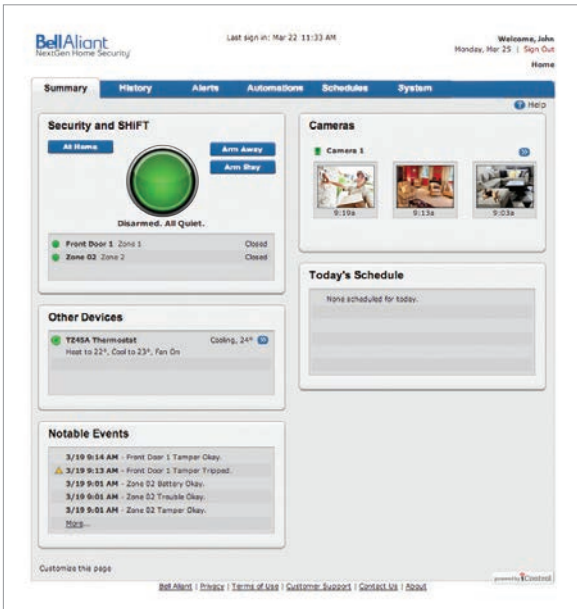 BellAliant
NextGen Home Security
Last sign in: Mar 22 11:33 AM
Welcome, John
Monday, Mar 25 | Sign Out
Home
Summary History Alerts Automations Schedules System
Help
Security and SHiFT
At Home
Arm Away
Arm Stay
Disarmed. All Quiet.
Front Door 1 Zone 1 Closed
Zone 02 Zone 2 Closed
Cameras
Camera 1
9:19a 9:13a 9:03a
Today's Schedule
None scheduled for today.
Other Devices
TZ45A Thermostat Cooling, 24°
Heat to 22°, Cool to 23°, Fan On
Notable Events
3/19 9:14 AM - Front Door 1 Tamper Okay.
3/19 9:13 AM - Front Door 1 Tamper Tripped.
3/19 9:01 AM - Zone 02 Battery Okay.
3/19 9:01 AM - Zone 02 Trouble Okay.
3/19 9:01 AM - Zone 02 Tamper Okay.
More...
Customize this page
powered by iControl
Bell Aliant | Privacy | Terms of Use | Customer Support | Contact Us | About